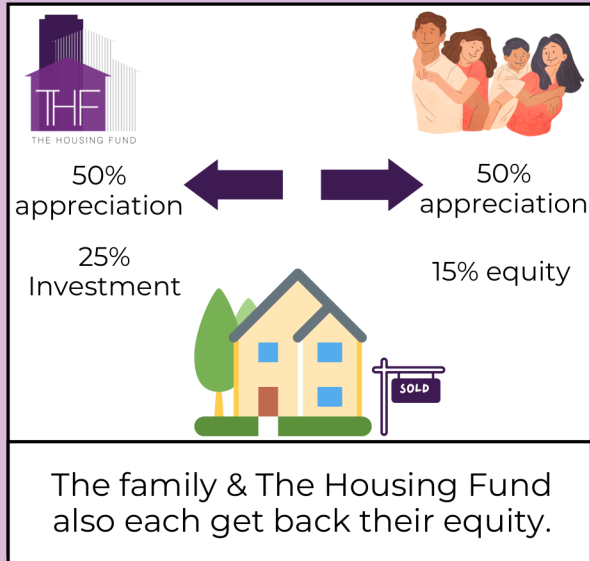 THF
THE HOUSING FUND
50%
appreciation
25%
Investment
50%
appreciation
15% equity
SOLD
The family & The Housing Fund
also each get back their equity.